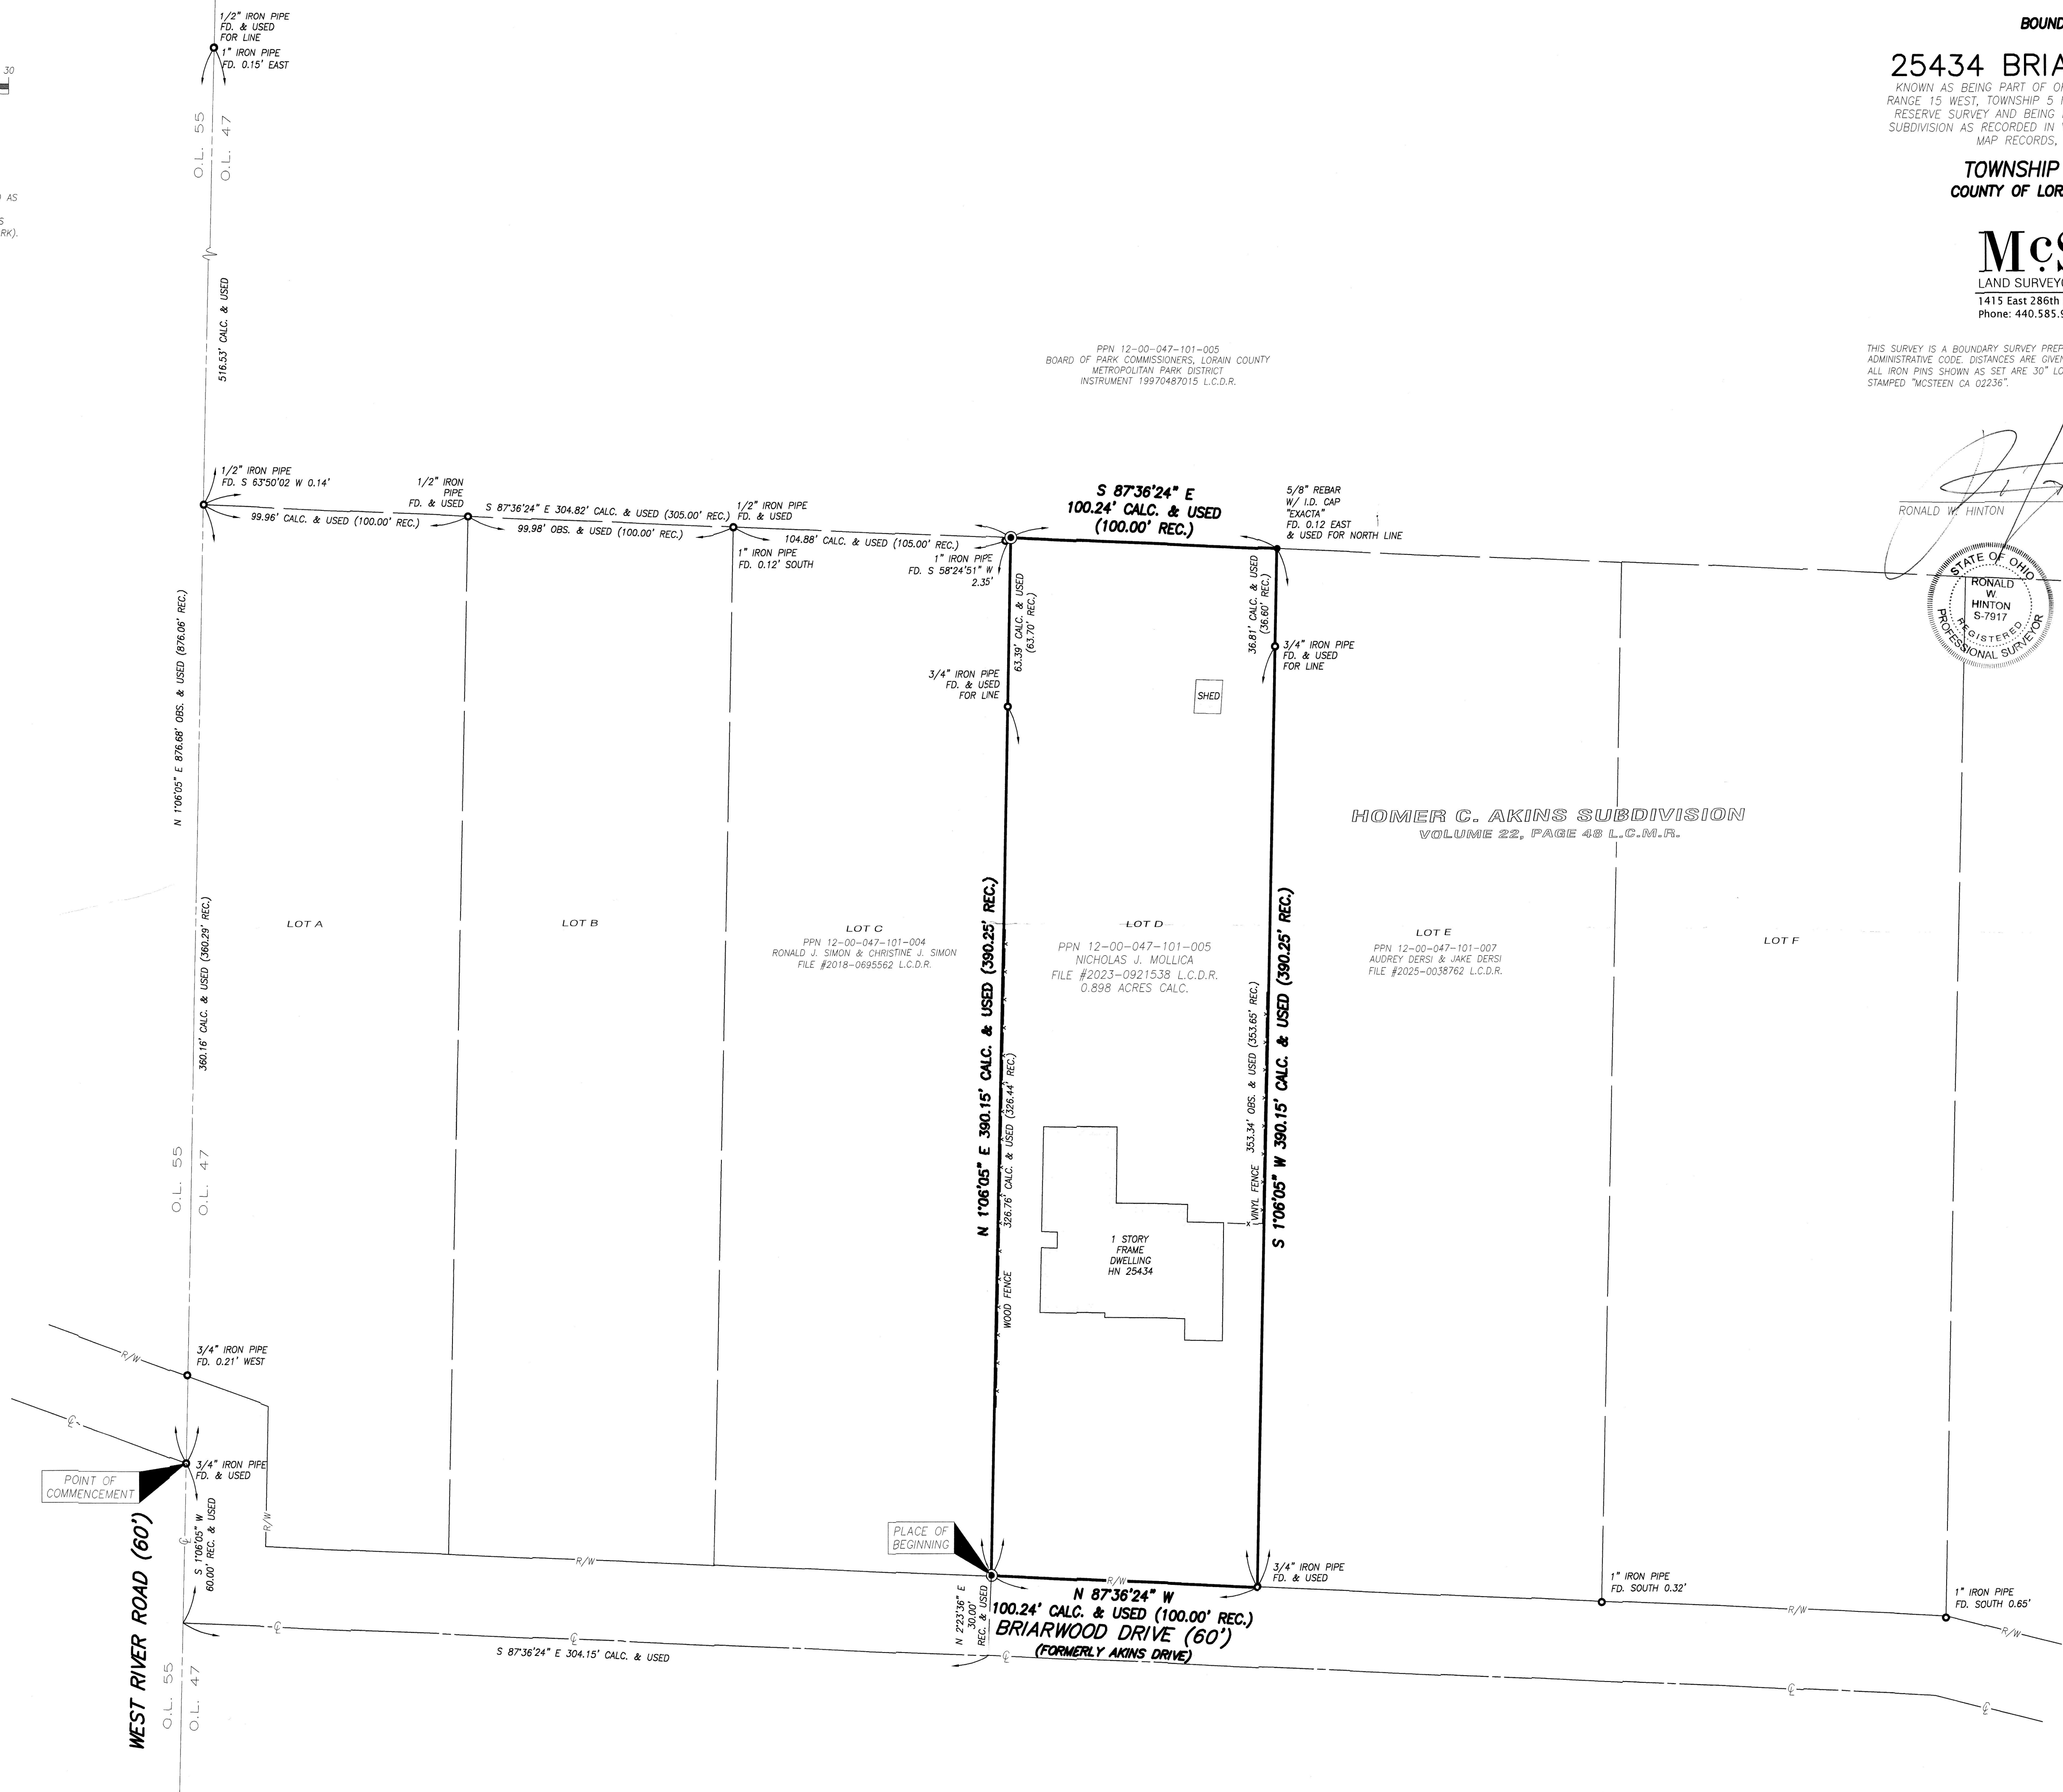 1/2" IRON PIPE
FD. & USED
FOR LINE
1" IRON PIPE
FD. 0.15' EAST
30
O.L. 55
O.L. 47
AS
RK).
516.53' CALC. & USED
BOUND
25434 BRIA
KNOWN AS BEING PART OF
RANGE 15 WEST, TOWNSHIP 5
RESERVE SURVEY AND BEING
SUBDIVISION AS RECORDED IN
MAP RECORDS,
TOWNSHIP
COUNTY OF LOR
McS
LAND SURVEY
1415 East 286th
Phone: 440.585.9
THIS SURVEY IS A BOUNDARY SURVEY PREP
ADMINISTRATIVE CODE. DISTANCES ARE GIVE
ALL IRON PINS SHOWN AS SET ARE 30" LO
STAMPED "MCSTEEN CA 02236".
RONALD W. HINTON
STATE OF OHIO
RONALD
W.
HINTON
S-7917
REGISTERED
PROFESSIONAL SURVEYOR
PPN 12-00-047-101-005
BOARD OF PARK COMMISSIONERS, LORAIN COUNTY
METROPOLITAN PARK DISTRICT
INSTRUMENT 19970487015 L.C.D.R.
1/2" IRON PIPE
FD. S 63'50'02 W 0.14'
1/2" IRON
PIPE
FD. & USED
S 87'36'24" E 304.82' CALC. & USED (305.00' REC.)
1/2" IRON PIPE
FD. & USED
99.96' CALC. & USED (100.00' REC.)
99.98' OBS. & USED (100.00' REC.)
104.88' CALC. & USED (105.00' REC.)
1" IRON PIPE
FD. 0.12' SOUTH
1" IRON PIPE
FD. S 58'24'51" W
2.35'
S 87'36'24" E
100.24' CALC. & USED
(100.00' REC.)
5/8" REBAR
W/ I.D. CAP
"EXACTA"
FD. 0.12 EAST
& USED FOR NORTH LINE
63.39' CALC. & USED
(63.70' REC.)
36.81' CALC. & USED
(36.60' REC.)
3/4" IRON PIPE
FD. & USED
FOR LINE
3/4" IRON PIPE
FD. & USED
FOR LINE
SHED
N 1'06'05" E 876.68' OBS. & USED (876.06' REC.)
360.16' CALC. & USED (360.29' REC.)
HOMER C. AKINS SUBDIVISION
VOLUME 22, PAGE 48 L.C.M.R.
LOT A
LOT B
LOT C
PPN 12-00-047-101-004
RONALD J. SIMON & CHRISTINE J. SIMON
FILE #2018-0695562 L.C.D.R.
LOT D
PPN 12-00-047-101-005
NICHOLAS J. MOLLICA
FILE #2023-0921538 L.C.D.R.
0.898 ACRES CALC.
LOT E
PPN 12-00-047-101-007
AUDREY DERSI & JAKE DERSI
FILE #2025-0038762 L.C.D.R.
LOT F
N 1'06'05" E 390.15' CALC. & USED (390.25' REC.)
326.76' CALC. & USED (326.44' REC.)
WOOD FENCE
VINYL FENCE
353.34' OBS. & USED (353.65' REC.)
S 1'06'05" W 390.15' CALC. & USED (390.25' REC.)
1 STORY
FRAME
DWELLING
HN 25434
O.L. 55
O.L. 47
R/W
3/4" IRON PIPE
FD. 0.21' WEST
3/4" IRON PIPE
FD. & USED
POINT OF
COMMENCEMENT
WEST RIVER ROAD (60')
S 1'06'05" W
60.00' REC. & USED
R/W
R/W
PLACE OF
BEGINNING
R/W
3/4" IRON PIPE
FD. & USED
N 87'36'24" W
100.24' CALC. & USED (100.00' REC.)
BRIARWOOD DRIVE (60')
(FORMERLY AKINS DRIVE)
N 2'23'36" E
30.00'
REC. & USED
S 87'36'24" E 304.15' CALC. & USED
1" IRON PIPE
FD. SOUTH 0.32'
R/W
1" IRON PIPE
FD. SOUTH 0.65'
R/W
O.L. 55
O.L. 47